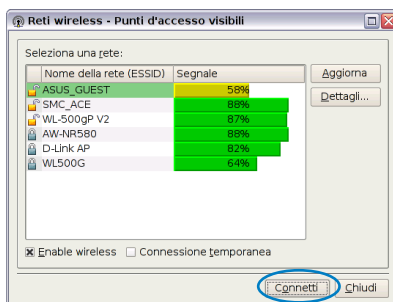 Reti wireless - Punti d'accesso visibili
Seleziona una rete:
Nome della rete (ESSID) Segnale
ASUS_GUEST 58%
SMC_ACE 88%
WL-500gP V2 87%
AW-NR580 88%
D-Link AP 82%
WL500G 64%
Aggiorna
Dettagli...
Enable wireless Connessione temporanea
Connetti Chiudi